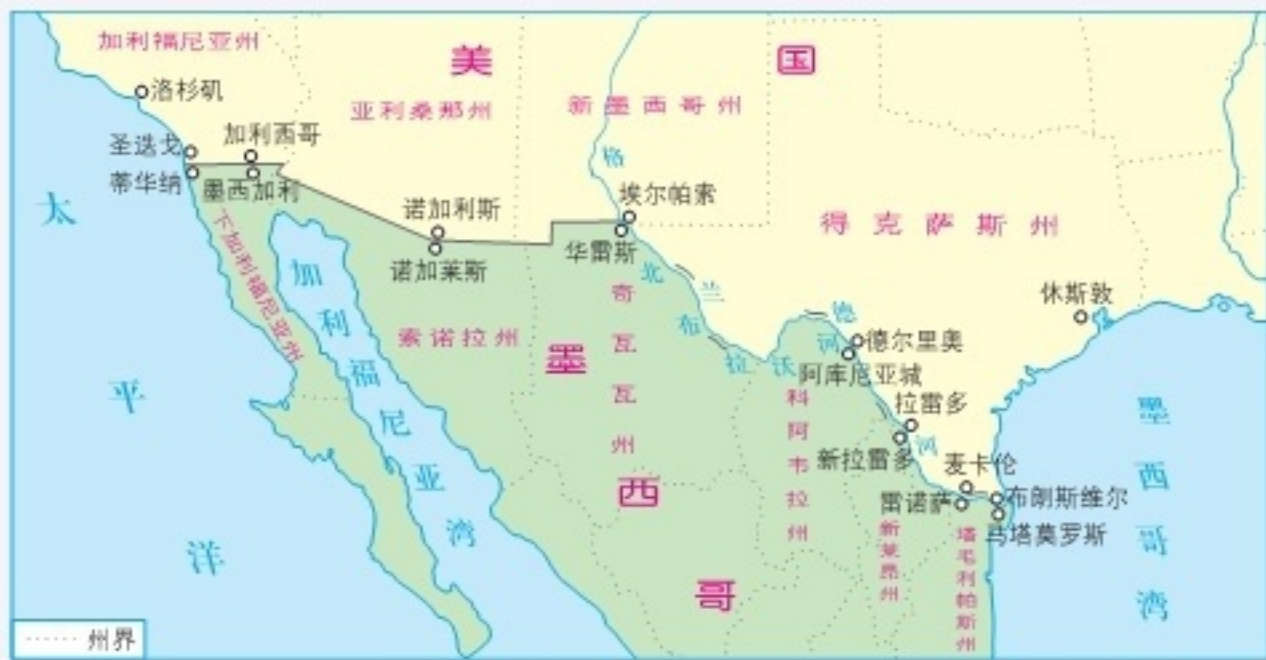 加利福尼亚州
美
国
洛杉矶
亚利桑那州
新墨西哥州
圣迭戈
加利西哥
格
蒂华纳
墨西加利
太
平
洋
诺加利斯
埃尔帕索
得克萨斯州
下加利福尼亚州
诺加莱斯
华雷斯
加
利
福
尼
亚
湾
北
兰
布
德
拉
沃
河
休斯敦
索诺拉州
墨
西
哥
奇
瓦
瓦
州
德尔里奥
阿库尼亚城
科
阿
韦
拉
州
拉雷多
河
新拉雷多
麦卡伦
雷诺萨
布朗斯维尔
马塔莫罗斯
墨
西
哥
湾
新
莱
昂
州
塔
毛
利
帕
斯
州
州界